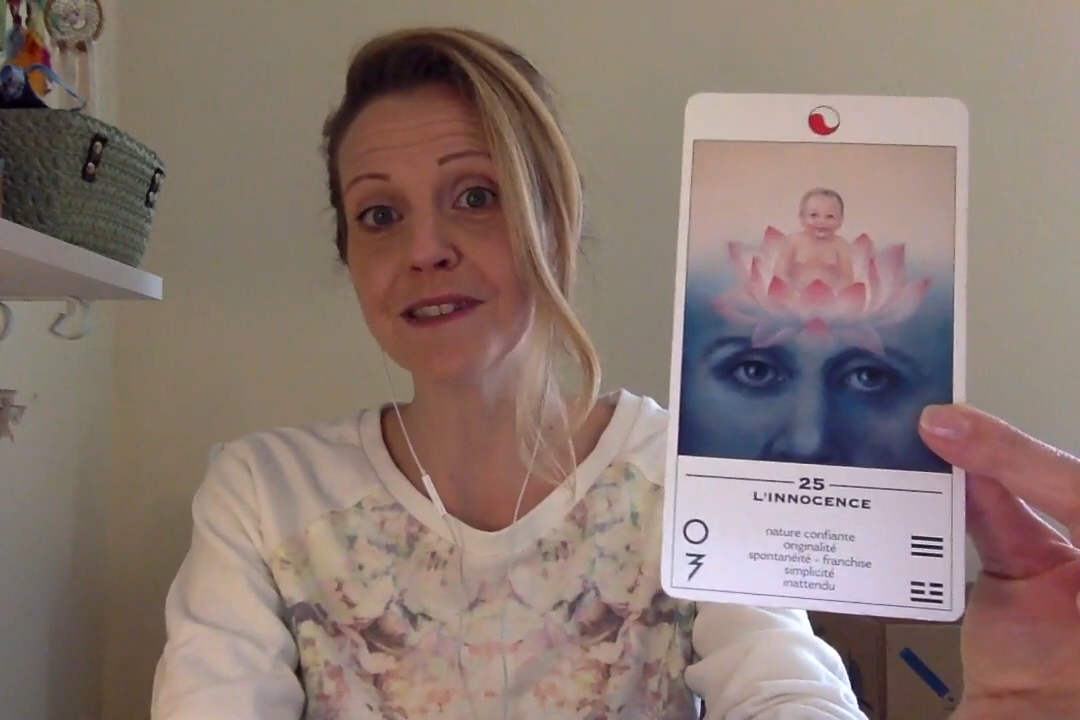 25
L'INNOCENCE
nature confiante
originalité
spontanéité - franchise
simplicité
inattendu